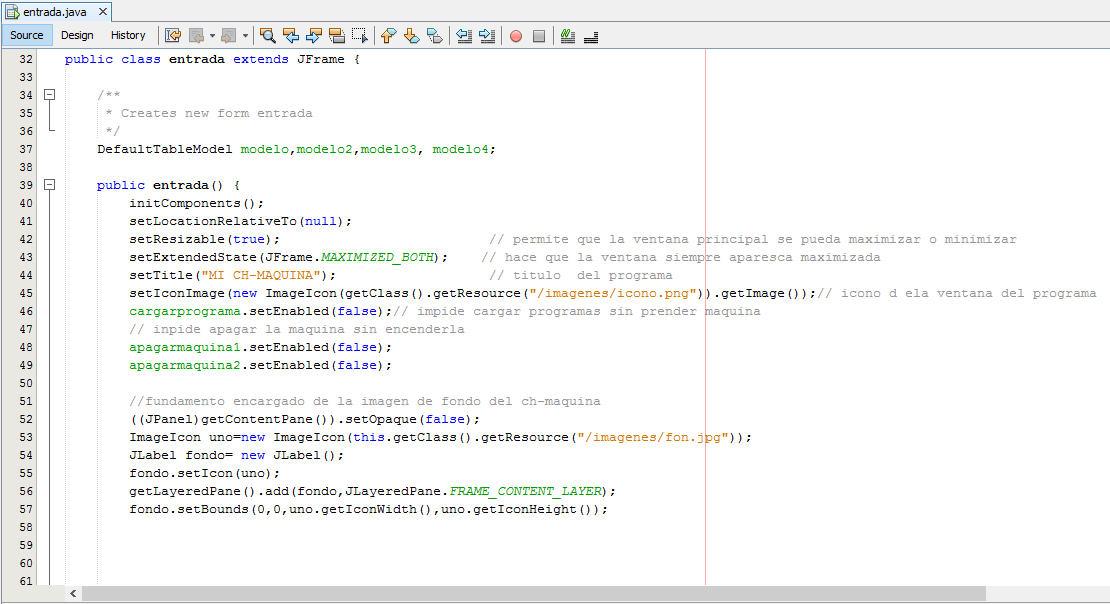 entrada.java
Source Design History
32 public class entrada extends JFrame {
33
34 /**
35 * Creates new form entrada
36 */
37 DefaultTableModel modelo,modelo2,modelo3, modelo4;
38
39 public entrada() {
40 initComponents();
41 setLocationRelativeTo(null);
42 setResizable(true); // permite que la ventana principal se pueda maximizar o minimizar
43 setExtendedState(JFrame.MAXIMIZED_BOTH); // hace que la ventana siempre aparesca maximizada
44 setTitle("MI CH-MAQUINA"); // titulo  del programa
45 setIconImage(new ImageIcon(getClass().getResource("/imagenes/icono.png")).getImage());// icono d ela ventana del programa
46 cargarprograma.setEnabled(false);// impide cargar programas sin prender maquina
47 // inpide apagar la maquina sin encenderla
48 apagarmaquina1.setEnabled(false);
49 apagarmaquina2.setEnabled(false);
50
51 //fundamento encargado de la imagen de fondo del ch-maquina
52 ((JPanel)getContentPane()).setOpaque(false);
53 ImageIcon uno=new ImageIcon(this.getClass().getResource("/imagenes/fon.jpg"));
54 JLabel fondo= new JLabel();
55 fondo.setIcon(uno);
56 getLayeredPane().add(fondo,JLayeredPane.FRAME_CONTENT_LAYER);
57 fondo.setBounds(0,0,uno.getIconWidth(),uno.getIconHeight());
58
59
60
61